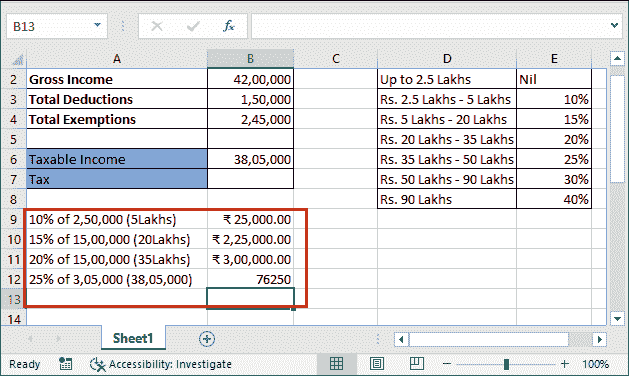 B13 fx
A B C D E
2 Gross Income 42,00,000 Up to 2.5 Lakhs Nil
3 Total Deductions 1,50,000 Rs. 2.5 Lakhs - 5 Lakhs 10%
4 Total Exemptions 2,45,000 Rs. 5 Lakhs - 20 Lakhs 15%
5 Rs. 20 Lakhs - 35 Lakhs 20%
6 Taxable Income 38,05,000 Rs. 35 Lakhs - 50 Lakhs 25%
7 Tax Rs. 50 Lakhs - 90 Lakhs 30%
8 Rs. 90 Lakhs 40%
9 10% of 2,50,000 (5Lakhs) ₹ 25,000.00
10 15% of 15,00,000 (20Lakhs) ₹ 2,25,000.00
11 20% of 15,00,000 (35Lakhs) ₹ 3,00,000.00
12 25% of 3,05,000 (38,05,000) 76250
13
14
Sheet1
Ready Accessibility: Investigate 100%